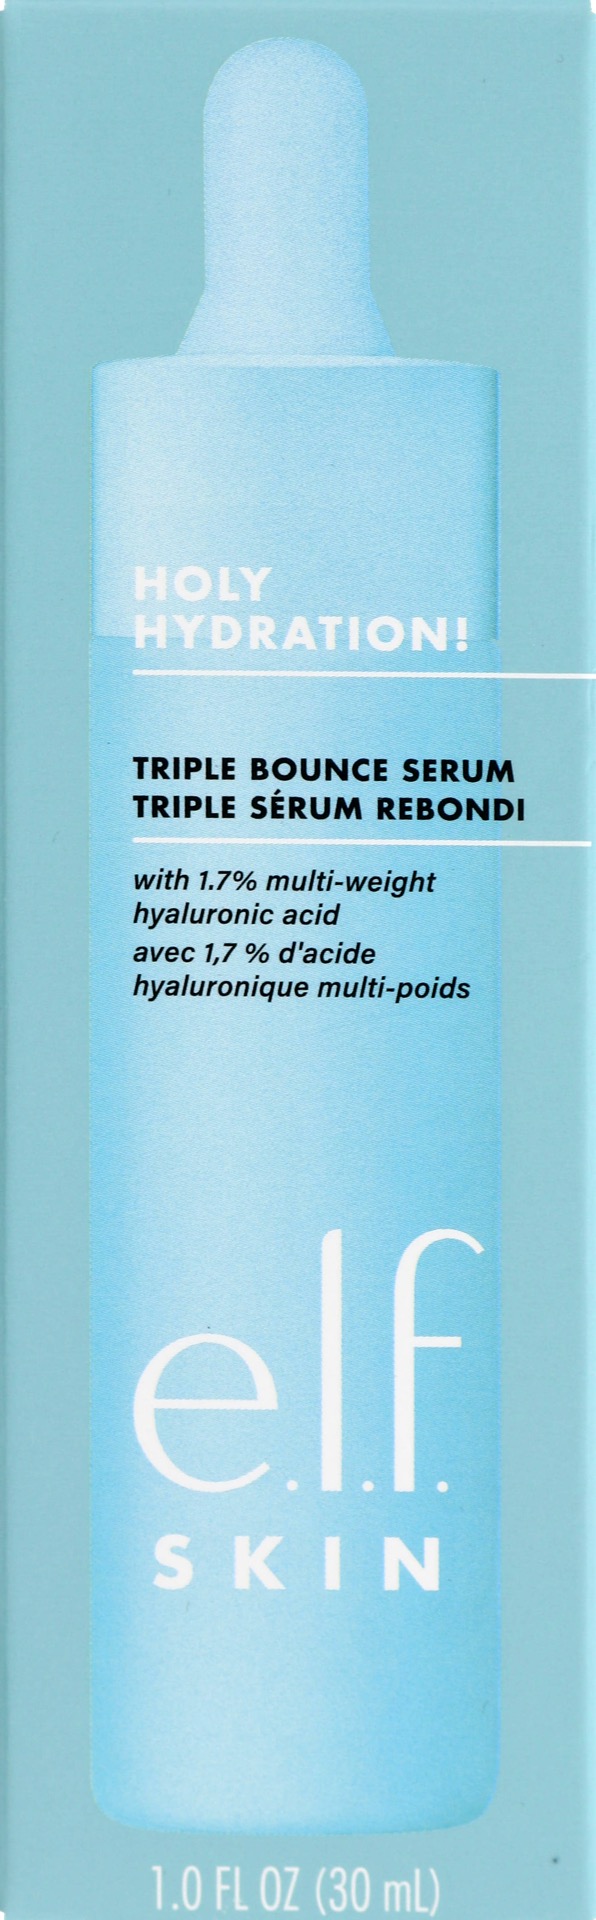 HOLY
HYDRATION!
TRIPLE BOUNCE SERUM
TRIPLE SÉRUM REBONDI
with 1.7% multi-weight
hyaluronic acid
avec 1,7 % d'acide
hyaluronique multi-poids
e.l.f.
SKIN
1.0 FL OZ (30 mL)